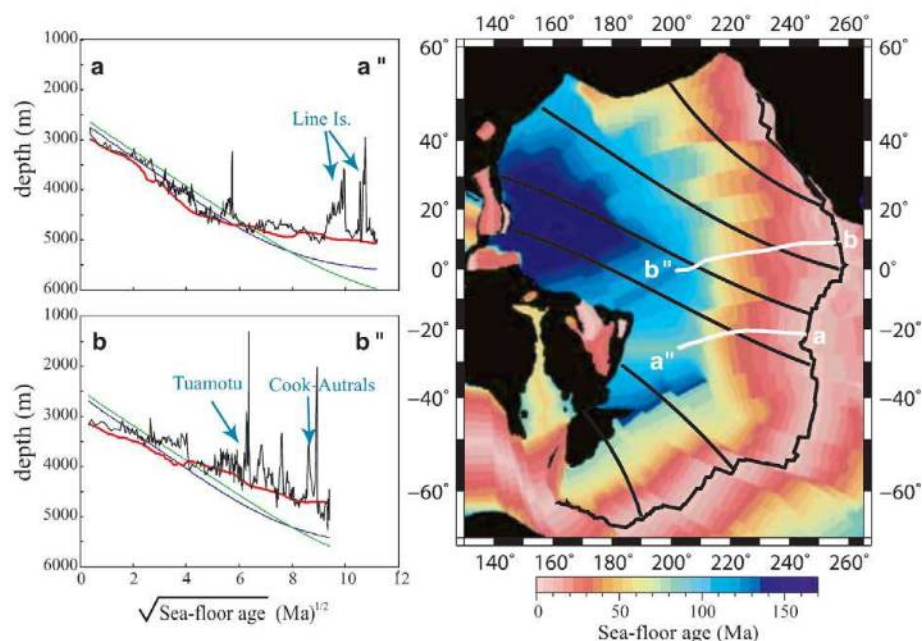 a
a"
1000
2000
3000
4000
5000
6000
depth (m)
Line Is.
b
b"
1000
2000
3000
4000
5000
6000
depth (m)
Tuamotu
Cook-Autrals
0 2 4 6 8 10 12
√Sea-floor age (Ma)1/2
140° 160° 180° 200° 220° 240° 260°
60° 60°
40° 40°
20° 20°
b
b"
0° 0°
a
a"
−20° −20°
−40° −40°
−60° −60°
140° 160° 180° 200° 220° 240° 260°
0 50 100 150
Sea-floor age (Ma)